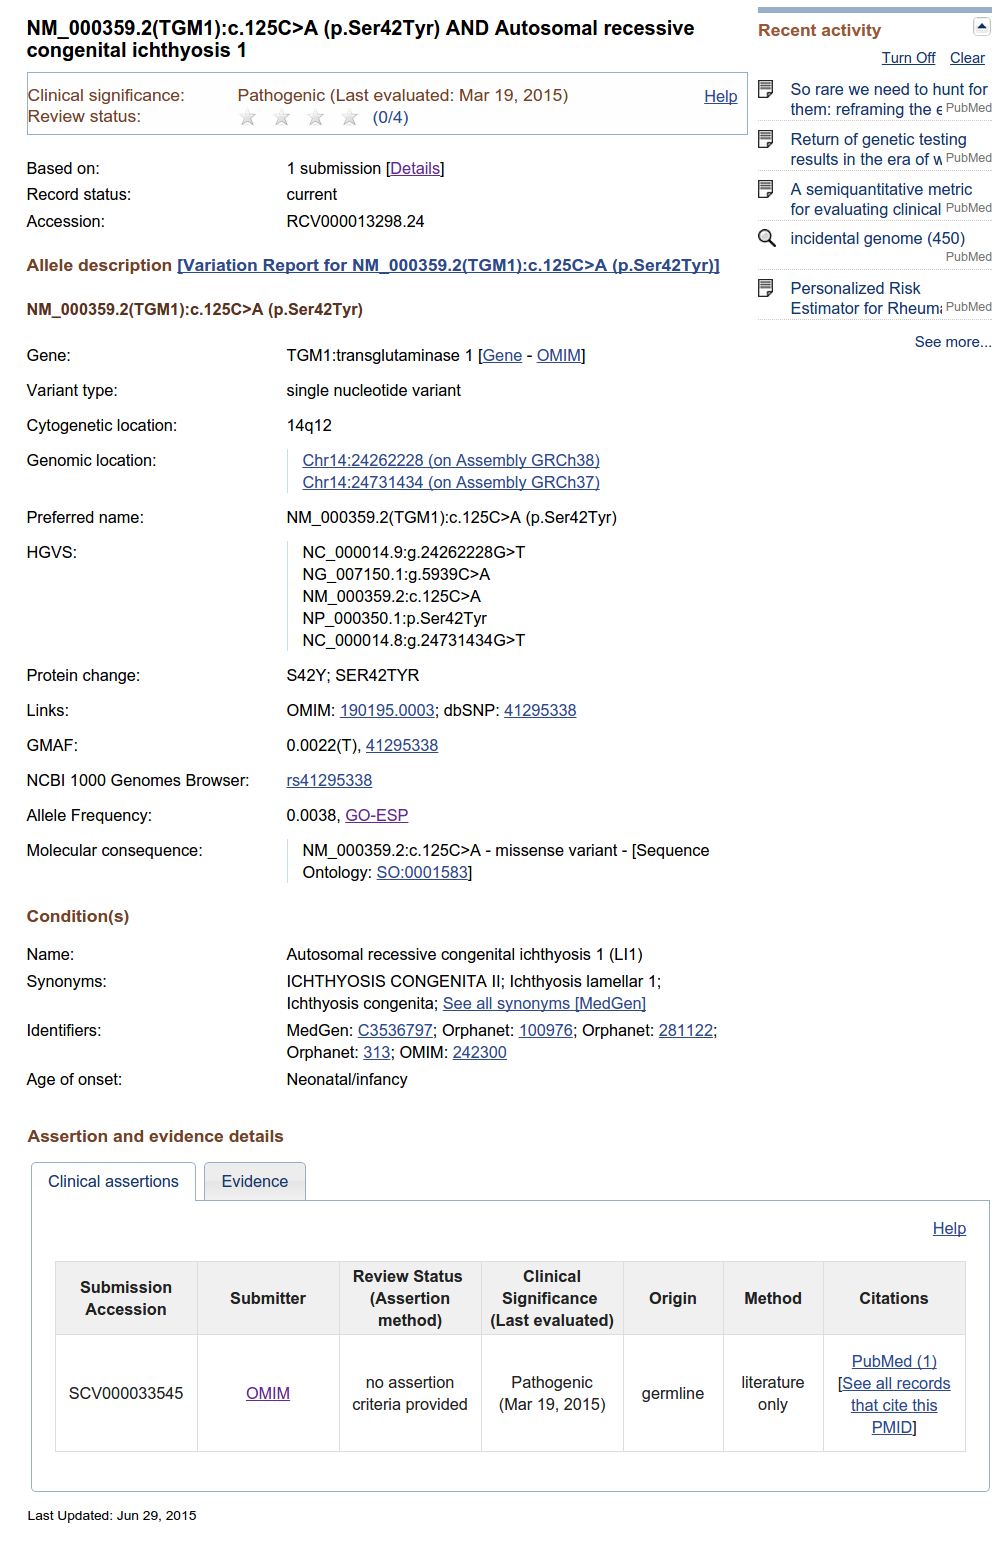 NM_000359.2(TGM1):c.125C>A (p.Ser42Tyr) AND Autosomal recessive
congenital ichthyosis 1
Clinical significance: Pathogenic (Last evaluated: Mar 19, 2015) Help
Review status: (0/4)
Based on: 1 submission [Details]
Record status: current
Accession: RCV000013298.24
Allele description [Variation Report for NM_000359.2(TGM1):c.125C>A (p.Ser42Tyr)]
NM_000359.2(TGM1):c.125C>A (p.Ser42Tyr)
Gene: TGM1:transglutaminase 1 [Gene - OMIM]
Variant type: single nucleotide variant
Cytogenetic location: 14q12
Genomic location: Chr14:24262228 (on Assembly GRCh38)
Chr14:24731434 (on Assembly GRCh37)
Preferred name: NM_000359.2(TGM1):c.125C>A (p.Ser42Tyr)
HGVS: NC_000014.9:g.24262228G>T
NG_007150.1:g.5939C>A
NM_000359.2:c.125C>A
NP_000350.1:p.Ser42Tyr
NC_000014.8:g.24731434G>T
Protein change: S42Y; SER42TYR
Links: OMIM: 190195.0003; dbSNP: 41295338
GMAF: 0.0022(T), 41295338
NCBI 1000 Genomes Browser: rs41295338
Allele Frequency: 0.0038, GO-ESP
Molecular consequence: NM_000359.2:c.125C>A - missense variant - [Sequence
Ontology: SO:0001583]
Condition(s)
Name: Autosomal recessive congenital ichthyosis 1 (LI1)
Synonyms: ICHTHYOSIS CONGENITA II; Ichthyosis lamellar 1;
Ichthyosis congenita; See all synonyms [MedGen]
Identifiers: MedGen: C3536797; Orphanet: 100976; Orphanet: 281122;
Orphanet: 313; OMIM: 242300
Age of onset: Neonatal/infancy
Assertion and evidence details
Clinical assertions Evidence
Help
Submission
Accession
Submitter
Review Status
(Assertion
method)
Clinical
Significance
(Last evaluated)
Origin
Method
Citations
SCV000033545
OMIM
no assertion
criteria provided
Pathogenic
(Mar 19, 2015)
germline
literature
only
PubMed (1)
[See all records
that cite this
PMID]
Last Updated: Jun 29, 2015
Recent activity
Turn Off Clear
So rare we need to hunt for
them: reframing the e PubMed
Return of genetic testing
results in the era of w PubMed
A semiquantitative metric
for evaluating clinical PubMed
incidental genome (450)
PubMed
Personalized Risk
Estimator for Rheuma PubMed
See more...